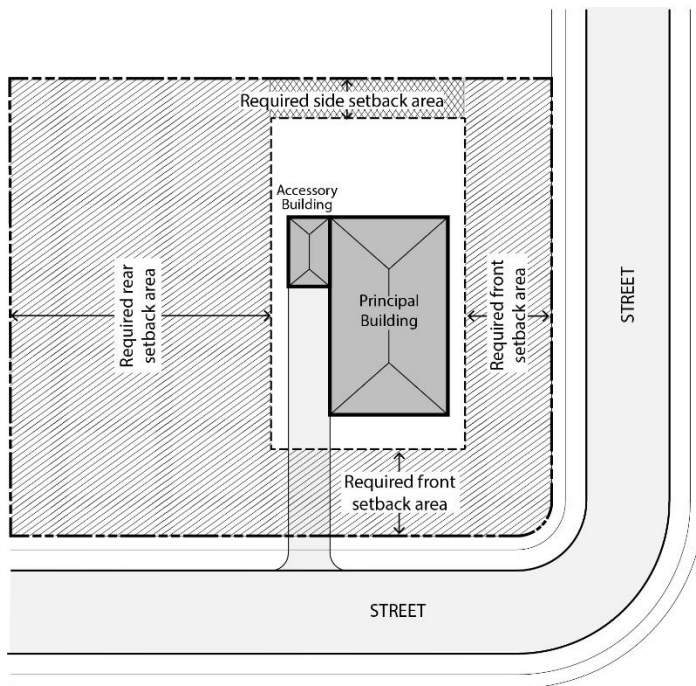 Required side setback area
Accessory
Building
Principal
Building
Required rear
setback area
Required front
setback area
STREET
Required front
setback area
STREET